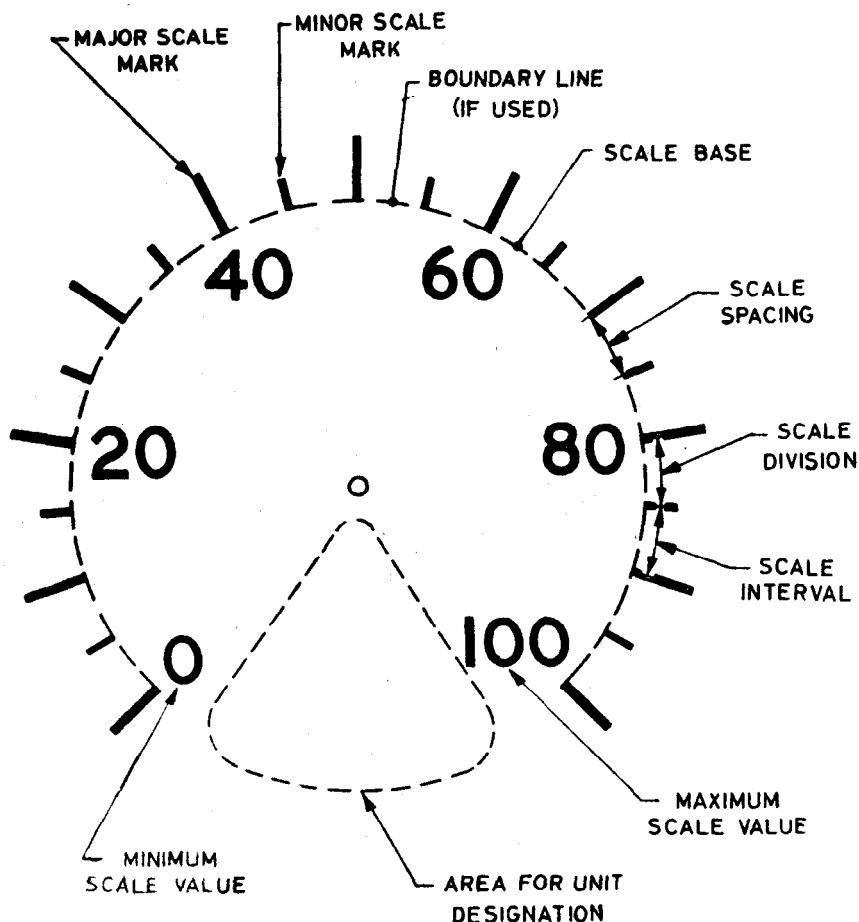 MAJOR SCALE
MARK
MINOR SCALE
MARK
BOUNDARY LINE
(IF USED)
SCALE BASE
40
60
SCALE
SPACING
20
80
SCALE
DIVISION
SCALE
INTERVAL
0
100
MINIMUM
SCALE VALUE
AREA FOR UNIT
DESIGNATION
MAXIMUM
SCALE VALUE